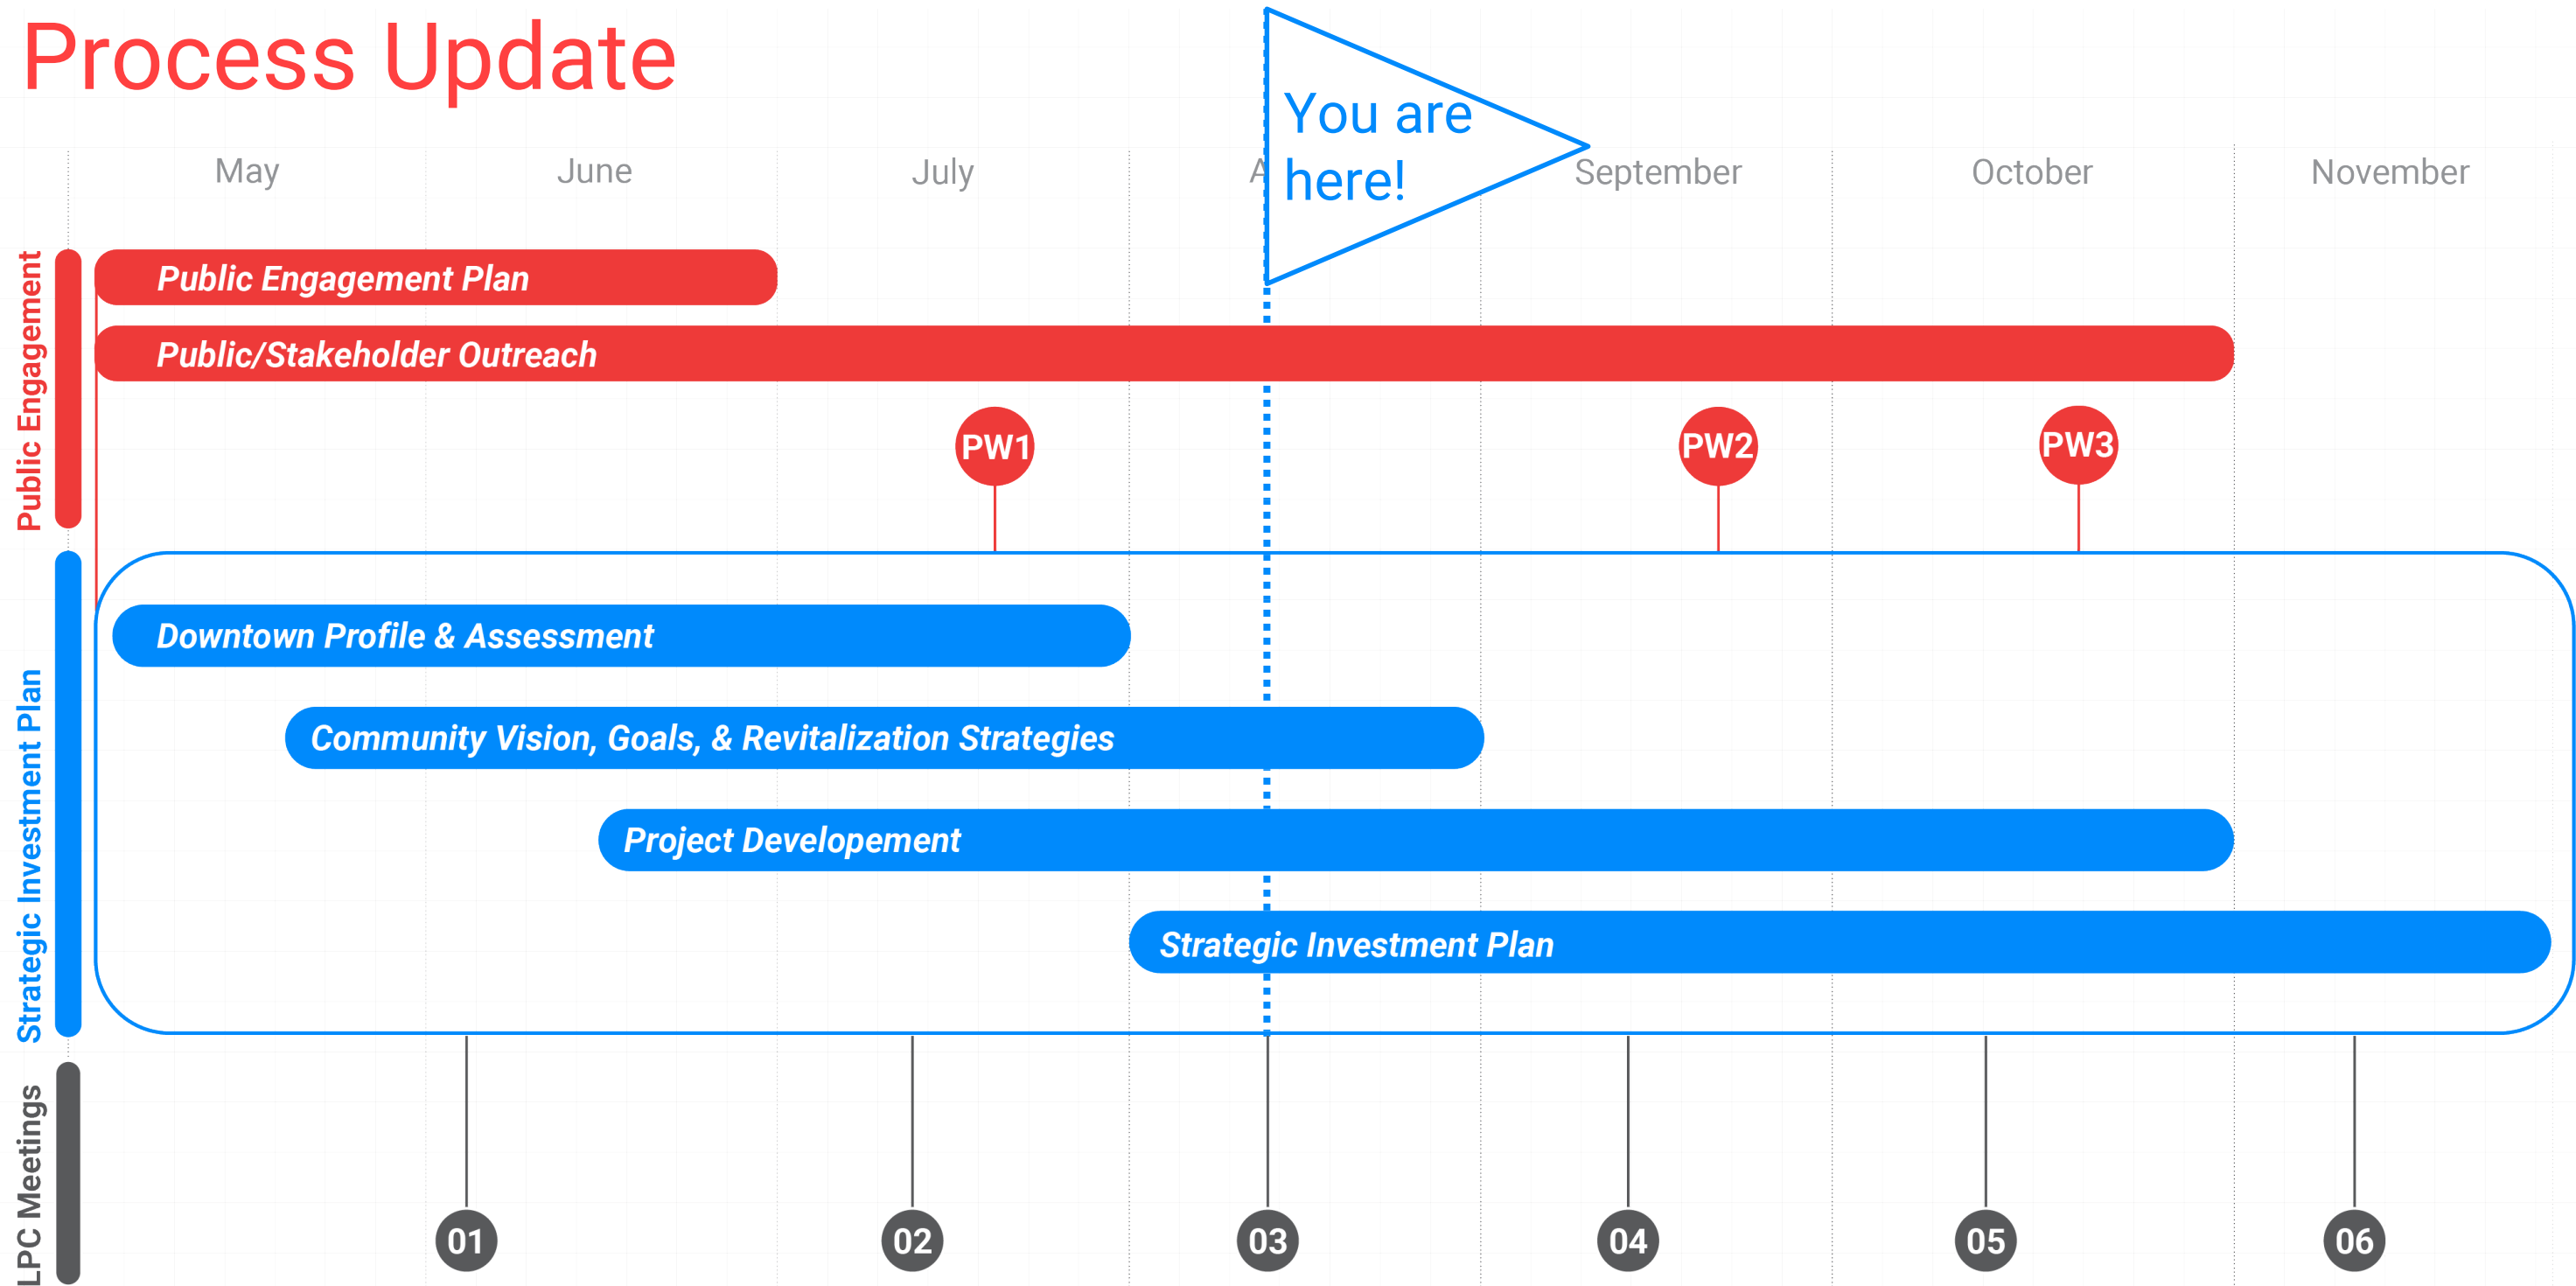 Process Update
You are
here!
May
June
July
A
September
October
November
Public Engagement
Public Engagement Plan
Public/Stakeholder Outreach
PW1
PW2
PW3
Strategic Investment Plan
Downtown Profile & Assessment
Community Vision, Goals, & Revitalization Strategies
Project Developement
Strategic Investment Plan
LPC Meetings
01
02
03
04
05
06